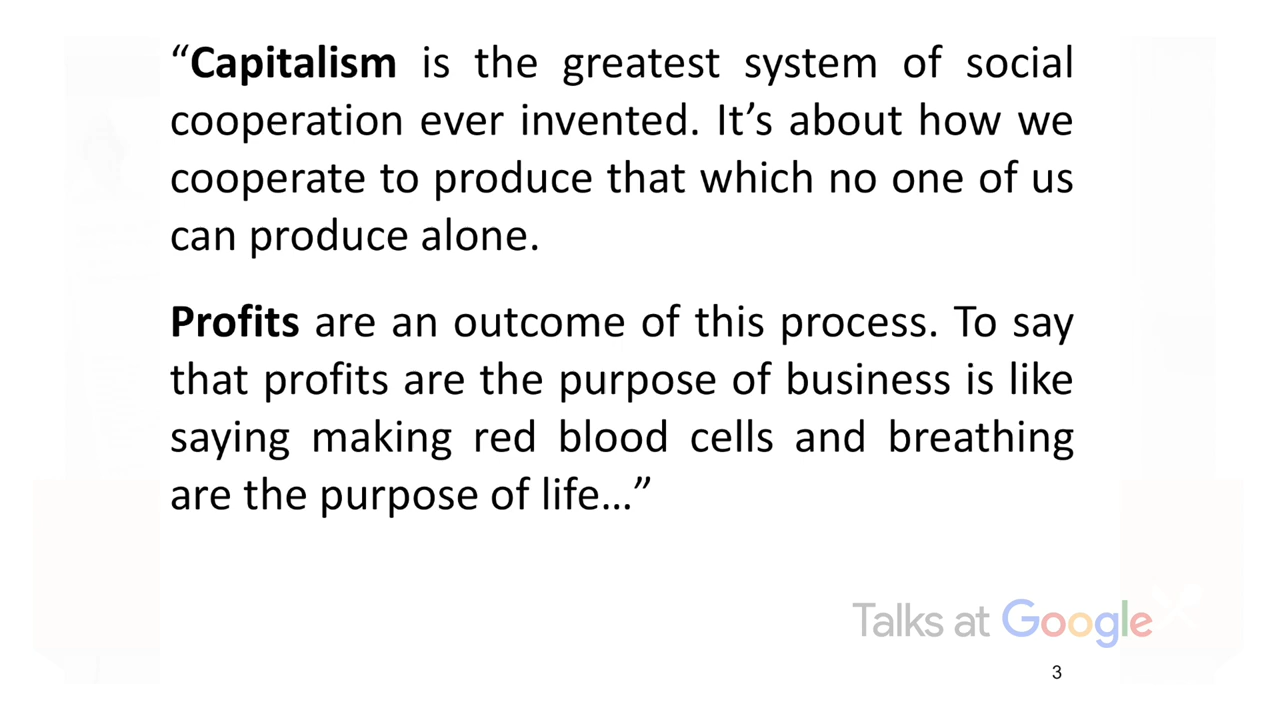 “Capitalism is the greatest system of social
cooperation ever invented. It’s about how we
cooperate to produce that which no one of us
can produce alone.
Profits are an outcome of this process. To say
that profits are the purpose of business is like
saying making red blood cells and breathing
are the purpose of life…”
Talks at Google
3